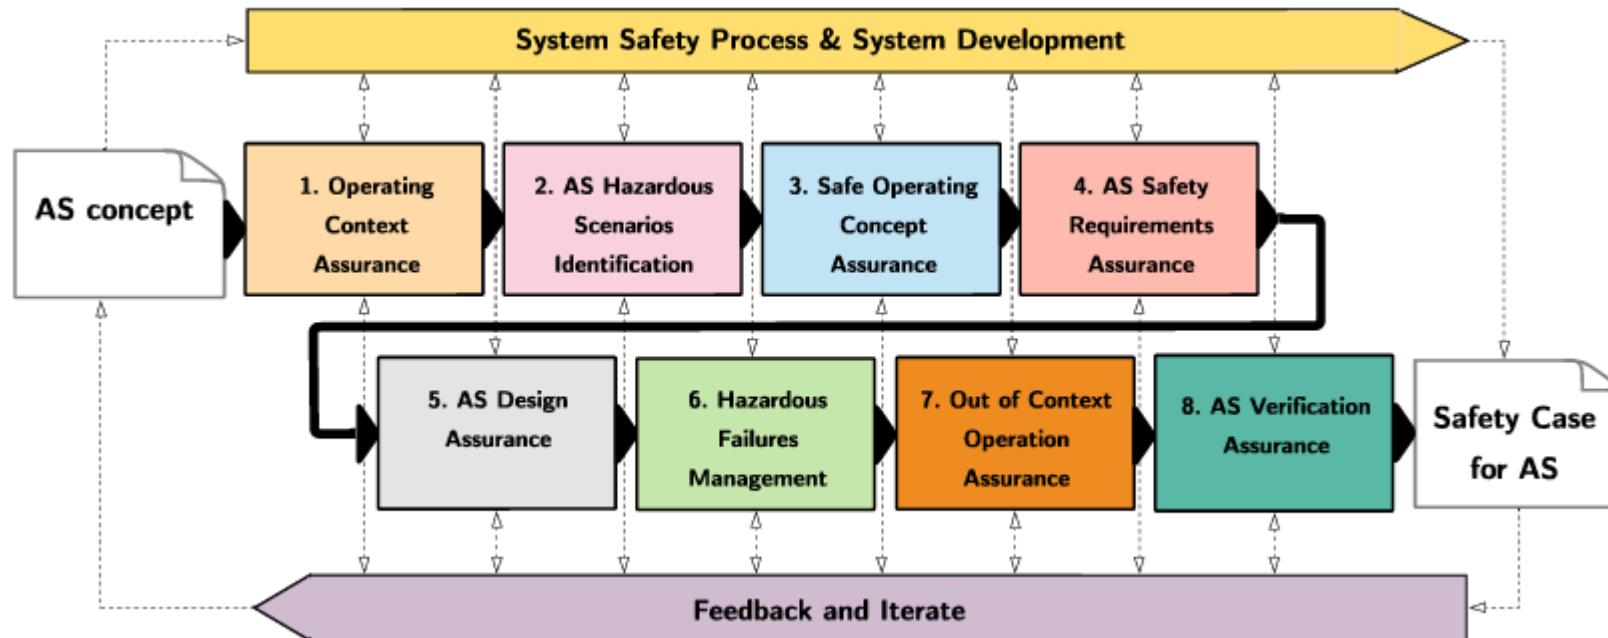 System Safety Process & System Development
AS concept
1. Operating
Context
Assurance
2. AS Hazardous
Scenarios
Identification
3. Safe Operating
Concept
Assurance
4. AS Safety
Requirements
Assurance
5. AS Design
Assurance
6. Hazardous
Failures
Management
7. Out of Context
Operation
Assurance
8. AS Verification
Assurance
Safety Case
for AS
Feedback and Iterate